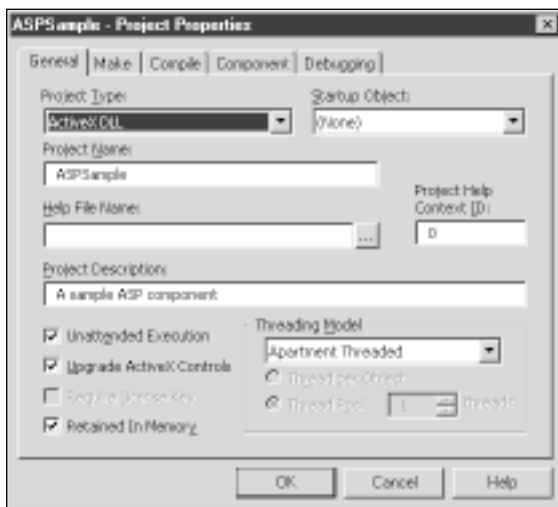 ASPSample - Project Properties
General Make Compile Component Debugging
Project Type: Startup Object:
ActiveX DLL (None)
Project Name:
ASPSample
Project Help
Help File Name: Context ID:
... 0
Project Description:
A sample ASP component
Unattended Execution
Upgrade ActiveX Controls
Require License Key
Retained In Memory
Threading Model
Apartment Threaded
Thread per Object
Thread Pool 1 threads
OK Cancel Help